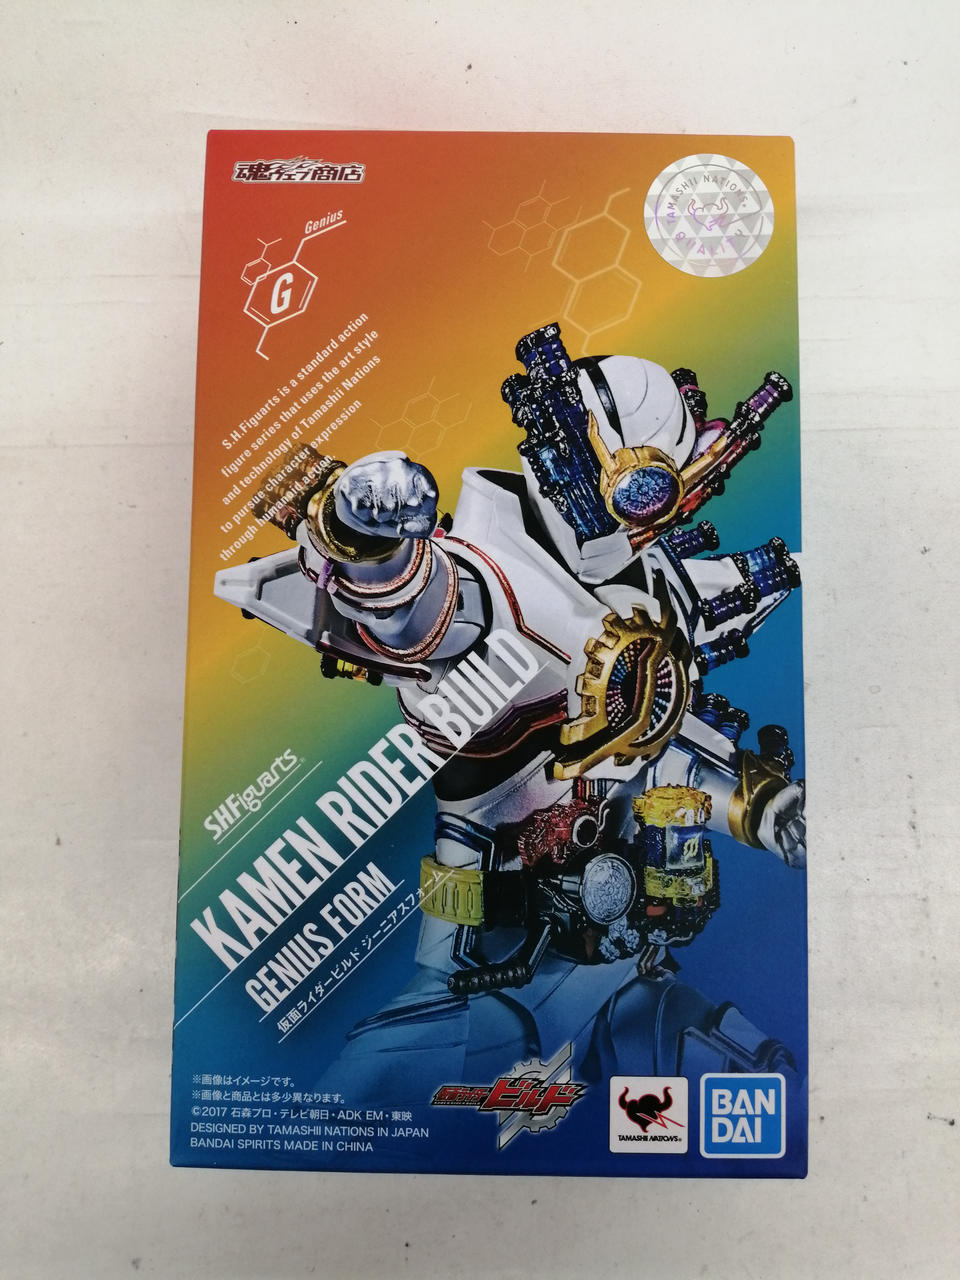 魂ウェブ商店
TAMASHII NATIONS
QUALITY
Genius
G
S.H.Figuarts is a standard action
figure series that uses the art style
and technology of Tamashii Nations
to pursue character expression
through humanoid action.
S.H.Figuarts
KAMEN RIDER BUILD
GENIUS FORM
仮面ライダービルド ジーニアスフォーム
※画像はイメージです。
※画像と商品とは多少異なります。
©2017 石森プロ・テレビ朝日・ADK EM・東映
DESIGNED BY TAMASHII NATIONS IN JAPAN
BANDAI SPIRITS MADE IN CHINA
仮面ライダー
ビルド
TAMASHII NATIONS
BAN
DAI